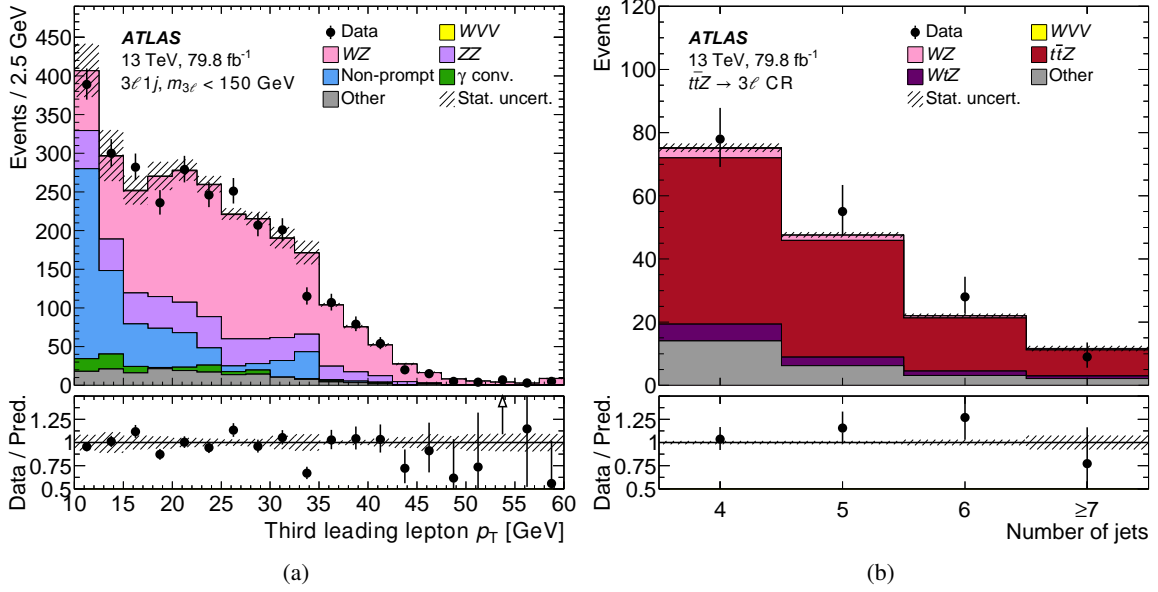 Events / 2.5 GeV
450
400
350
300
250
200
150
100
50
0
ATLAS
13 TeV, 79.8 fb⁻¹
3ℓ 1j, m₃ℓ < 150 GeV
Data
WVV
WZ
ZZ
Non-prompt
γ conv.
Other
Stat. uncert.
Data / Pred.
1.25
1
0.75
0.5
10 15 20 25 30 35 40 45 50 55 60
Third leading lepton pT [GeV]
(a)
Events
120
100
80
60
40
20
0
ATLAS
13 TeV, 79.8 fb⁻¹
tt̄Z → 3ℓ CR
Data
WVV
WZ
tt̄Z
WtZ
Other
Stat. uncert.
Data / Pred.
1.25
1
0.75
0.5
4 5 6 ≥7
Number of jets
(b)